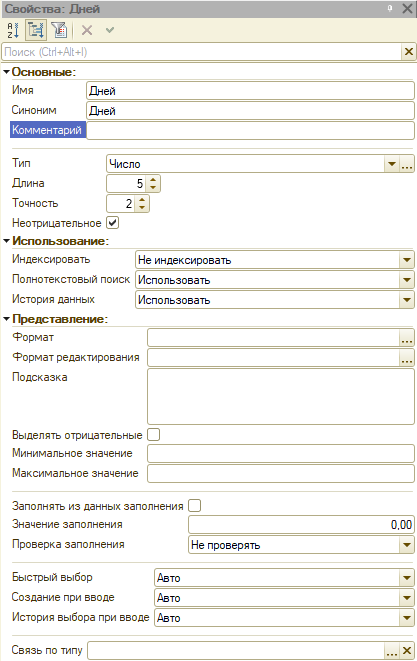 Свойства: Дней
Поиск (Ctrl+Alt+I)
Основные:
Имя Дней
Синоним Дней
Комментарий
Тип Число
Длина 5
Точность 2
Неотрицательное
Использование:
Индексировать Не индексировать
Полнотекстовый поиск Использовать
История данных Использовать
Представление:
Формат
Формат редактирования
Подсказка
Выделять отрицательные
Минимальное значение
Максимальное значение
Заполнять из данных заполнения
Значение заполнения 0,00
Проверка заполнения Не проверять
Быстрый выбор Авто
Создание при вводе Авто
История выбора при вводе Авто
Связь по типу